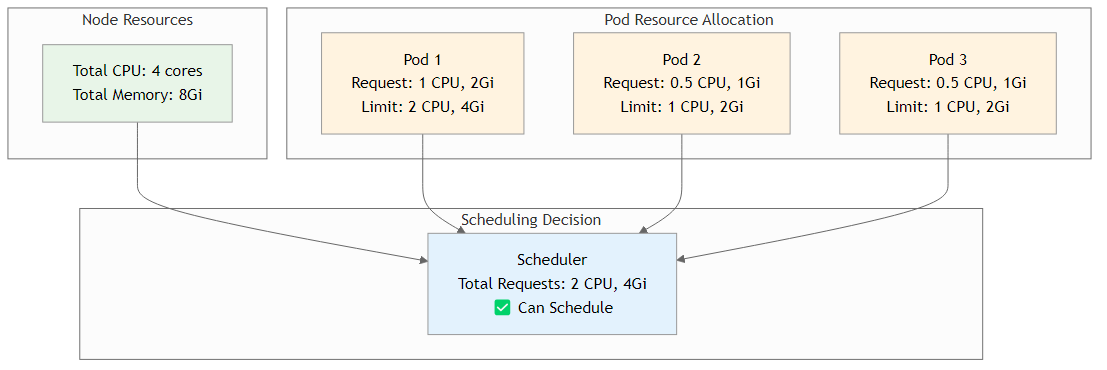 Node Resources
Total CPU: 4 cores
Total Memory: 8Gi
Pod Resource Allocation
Pod 1
Request: 1 CPU, 2Gi
Limit: 2 CPU, 4Gi
Pod 2
Request: 0.5 CPU, 1Gi
Limit: 1 CPU, 2Gi
Pod 3
Request: 0.5 CPU, 1Gi
Limit: 1 CPU, 2Gi
Scheduling Decision
Scheduler
Total Requests: 2 CPU, 4Gi
✅ Can Schedule